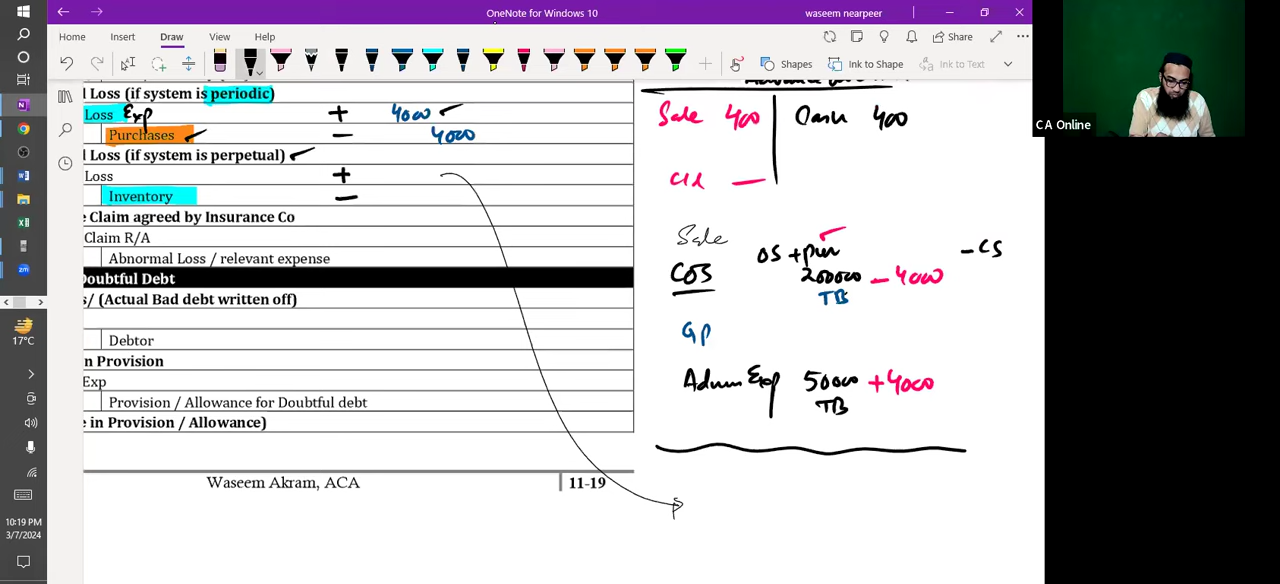 OneNote for Windows 10
waseem nearpeer
Home Insert Draw View Help
Share
Shapes
Ink to Shape
Ink to Text
l Loss (if system is periodic)
Loss Exp + 4000
Purchases - 4000
l Loss (if system is perpetual)
Loss +
Inventory -
e Claim agreed by Insurance Co
Claim R/A
Abnormal Loss / relevant expense
Doubtful Debt
s/ (Actual Bad debt written off)
Debtor
n Provision
Exp
Provision / Allowance for Doubtful debt
e in Provision / Allowance)
Waseem Akram, ACA
11-19
Sale 400 Cash 400
Sale
OS + pur - CS
COS 200000 - 4000
TB
GP
Admin Exp 50000 + 4000
TB
C A Online
17°C
10:19 PM
3/7/2024